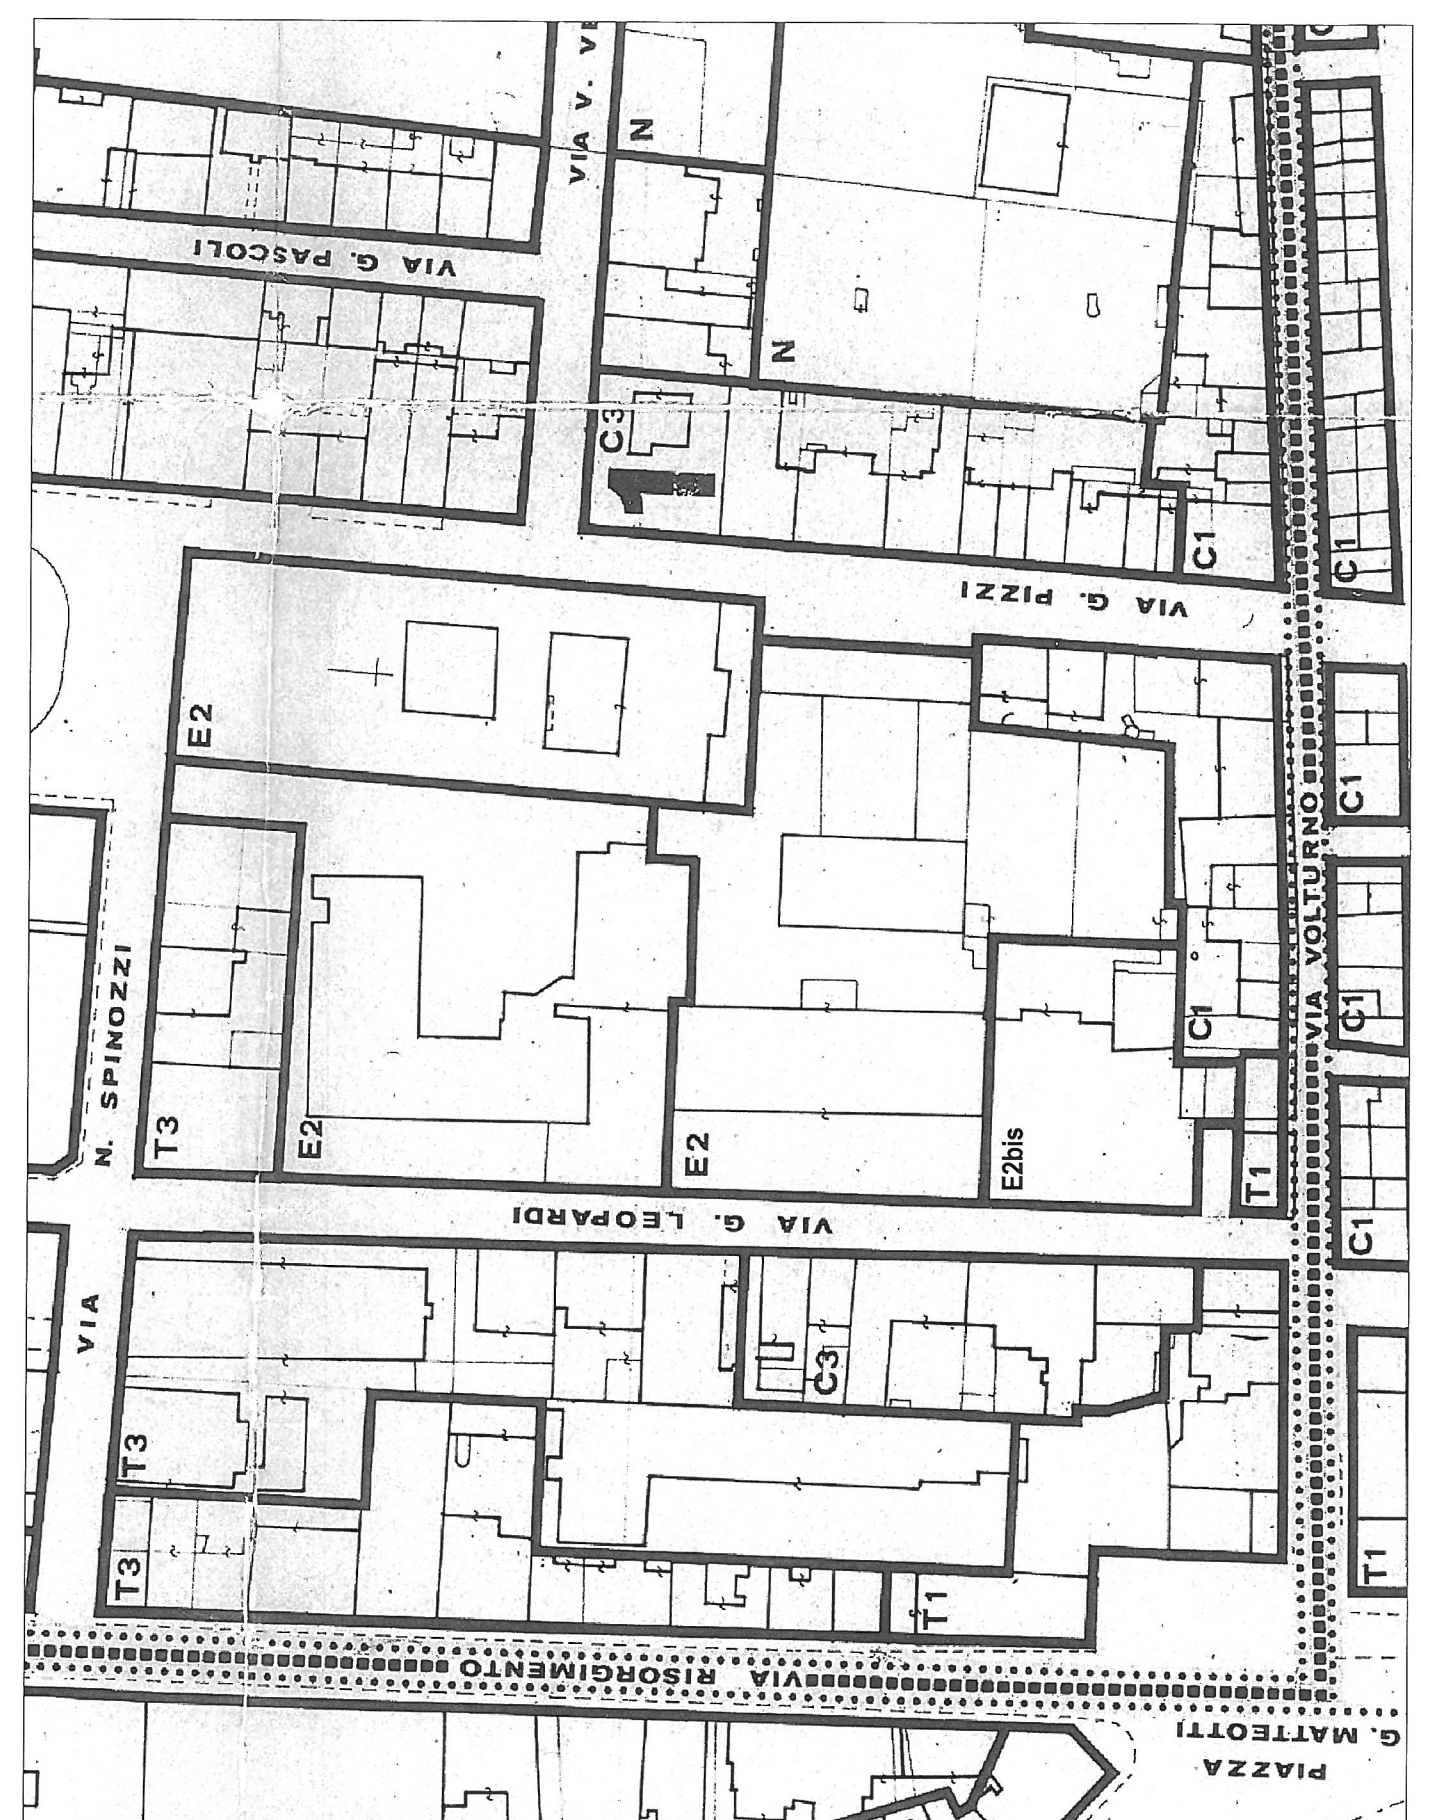 VIA V. VE
N
VIA G. PASCOLI
N
C3
1
C1
C1
VIA G. PIZZI
E2
C1
VIA VOLTURNO
N. SPINOZZI
C1
C1
T3
E2
E2
E2bis
T1
C1
VIA G. LEOPARDI
VIA
C3
T3
T3
T1
T1
VIA RISORGIMENTO
PIAZZA
G. MATTEOTTI